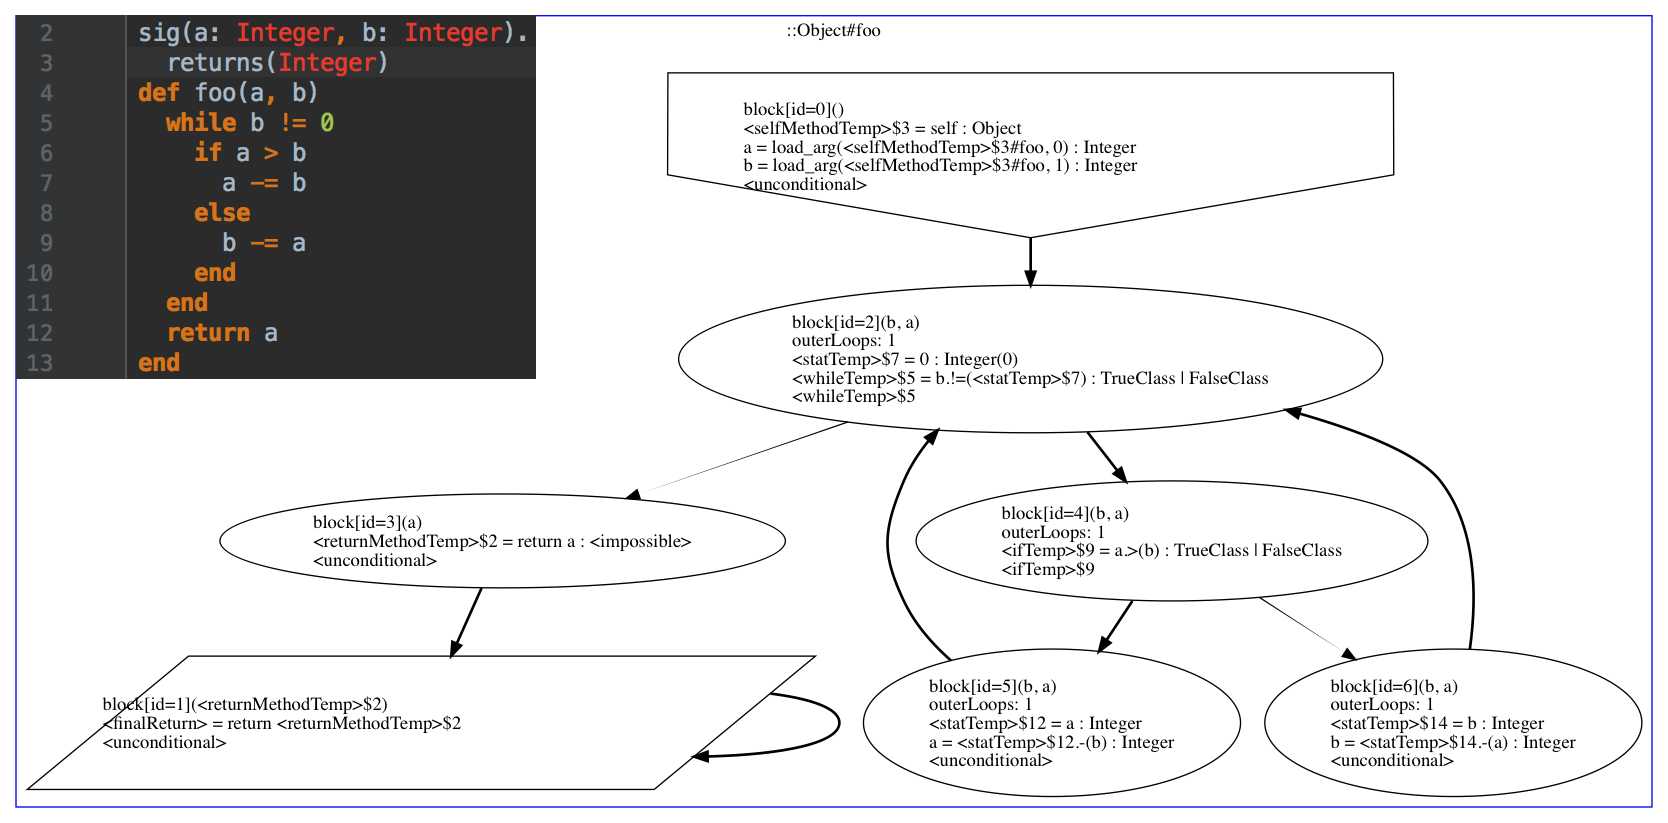 2 sig(a: Integer, b: Integer).
3 returns(Integer)
4 def foo(a, b)
5 while b != 0
6 if a > b
7 a -= b
8 else
9 b -= a
10 end
11 end
12 return a
13 end
::Object#foo
block[id=0]()
<selfMethodTemp>$3 = self : Object
a = load_arg(<selfMethodTemp>$3#foo, 0) : Integer
b = load_arg(<selfMethodTemp>$3#foo, 1) : Integer
<unconditional>
block[id=2](b, a)
outerLoops: 1
<statTemp>$7 = 0 : Integer(0)
<whileTemp>$5 = b.!=(<statTemp>$7) : TrueClass | FalseClass
<whileTemp>$5
block[id=3](a)
<returnMethodTemp>$2 = return a : <impossible>
<unconditional>
block[id=4](b, a)
outerLoops: 1
<ifTemp>$9 = a.>(b) : TrueClass | FalseClass
<ifTemp>$9
block[id=1](<returnMethodTemp>$2)
<finalReturn> = return <returnMethodTemp>$2
<unconditional>
block[id=5](b, a)
outerLoops: 1
<statTemp>$12 = a : Integer
a = <statTemp>$12.-(b) : Integer
<unconditional>
block[id=6](b, a)
outerLoops: 1
<statTemp>$14 = b : Integer
b = <statTemp>$14.-(a) : Integer
<unconditional>